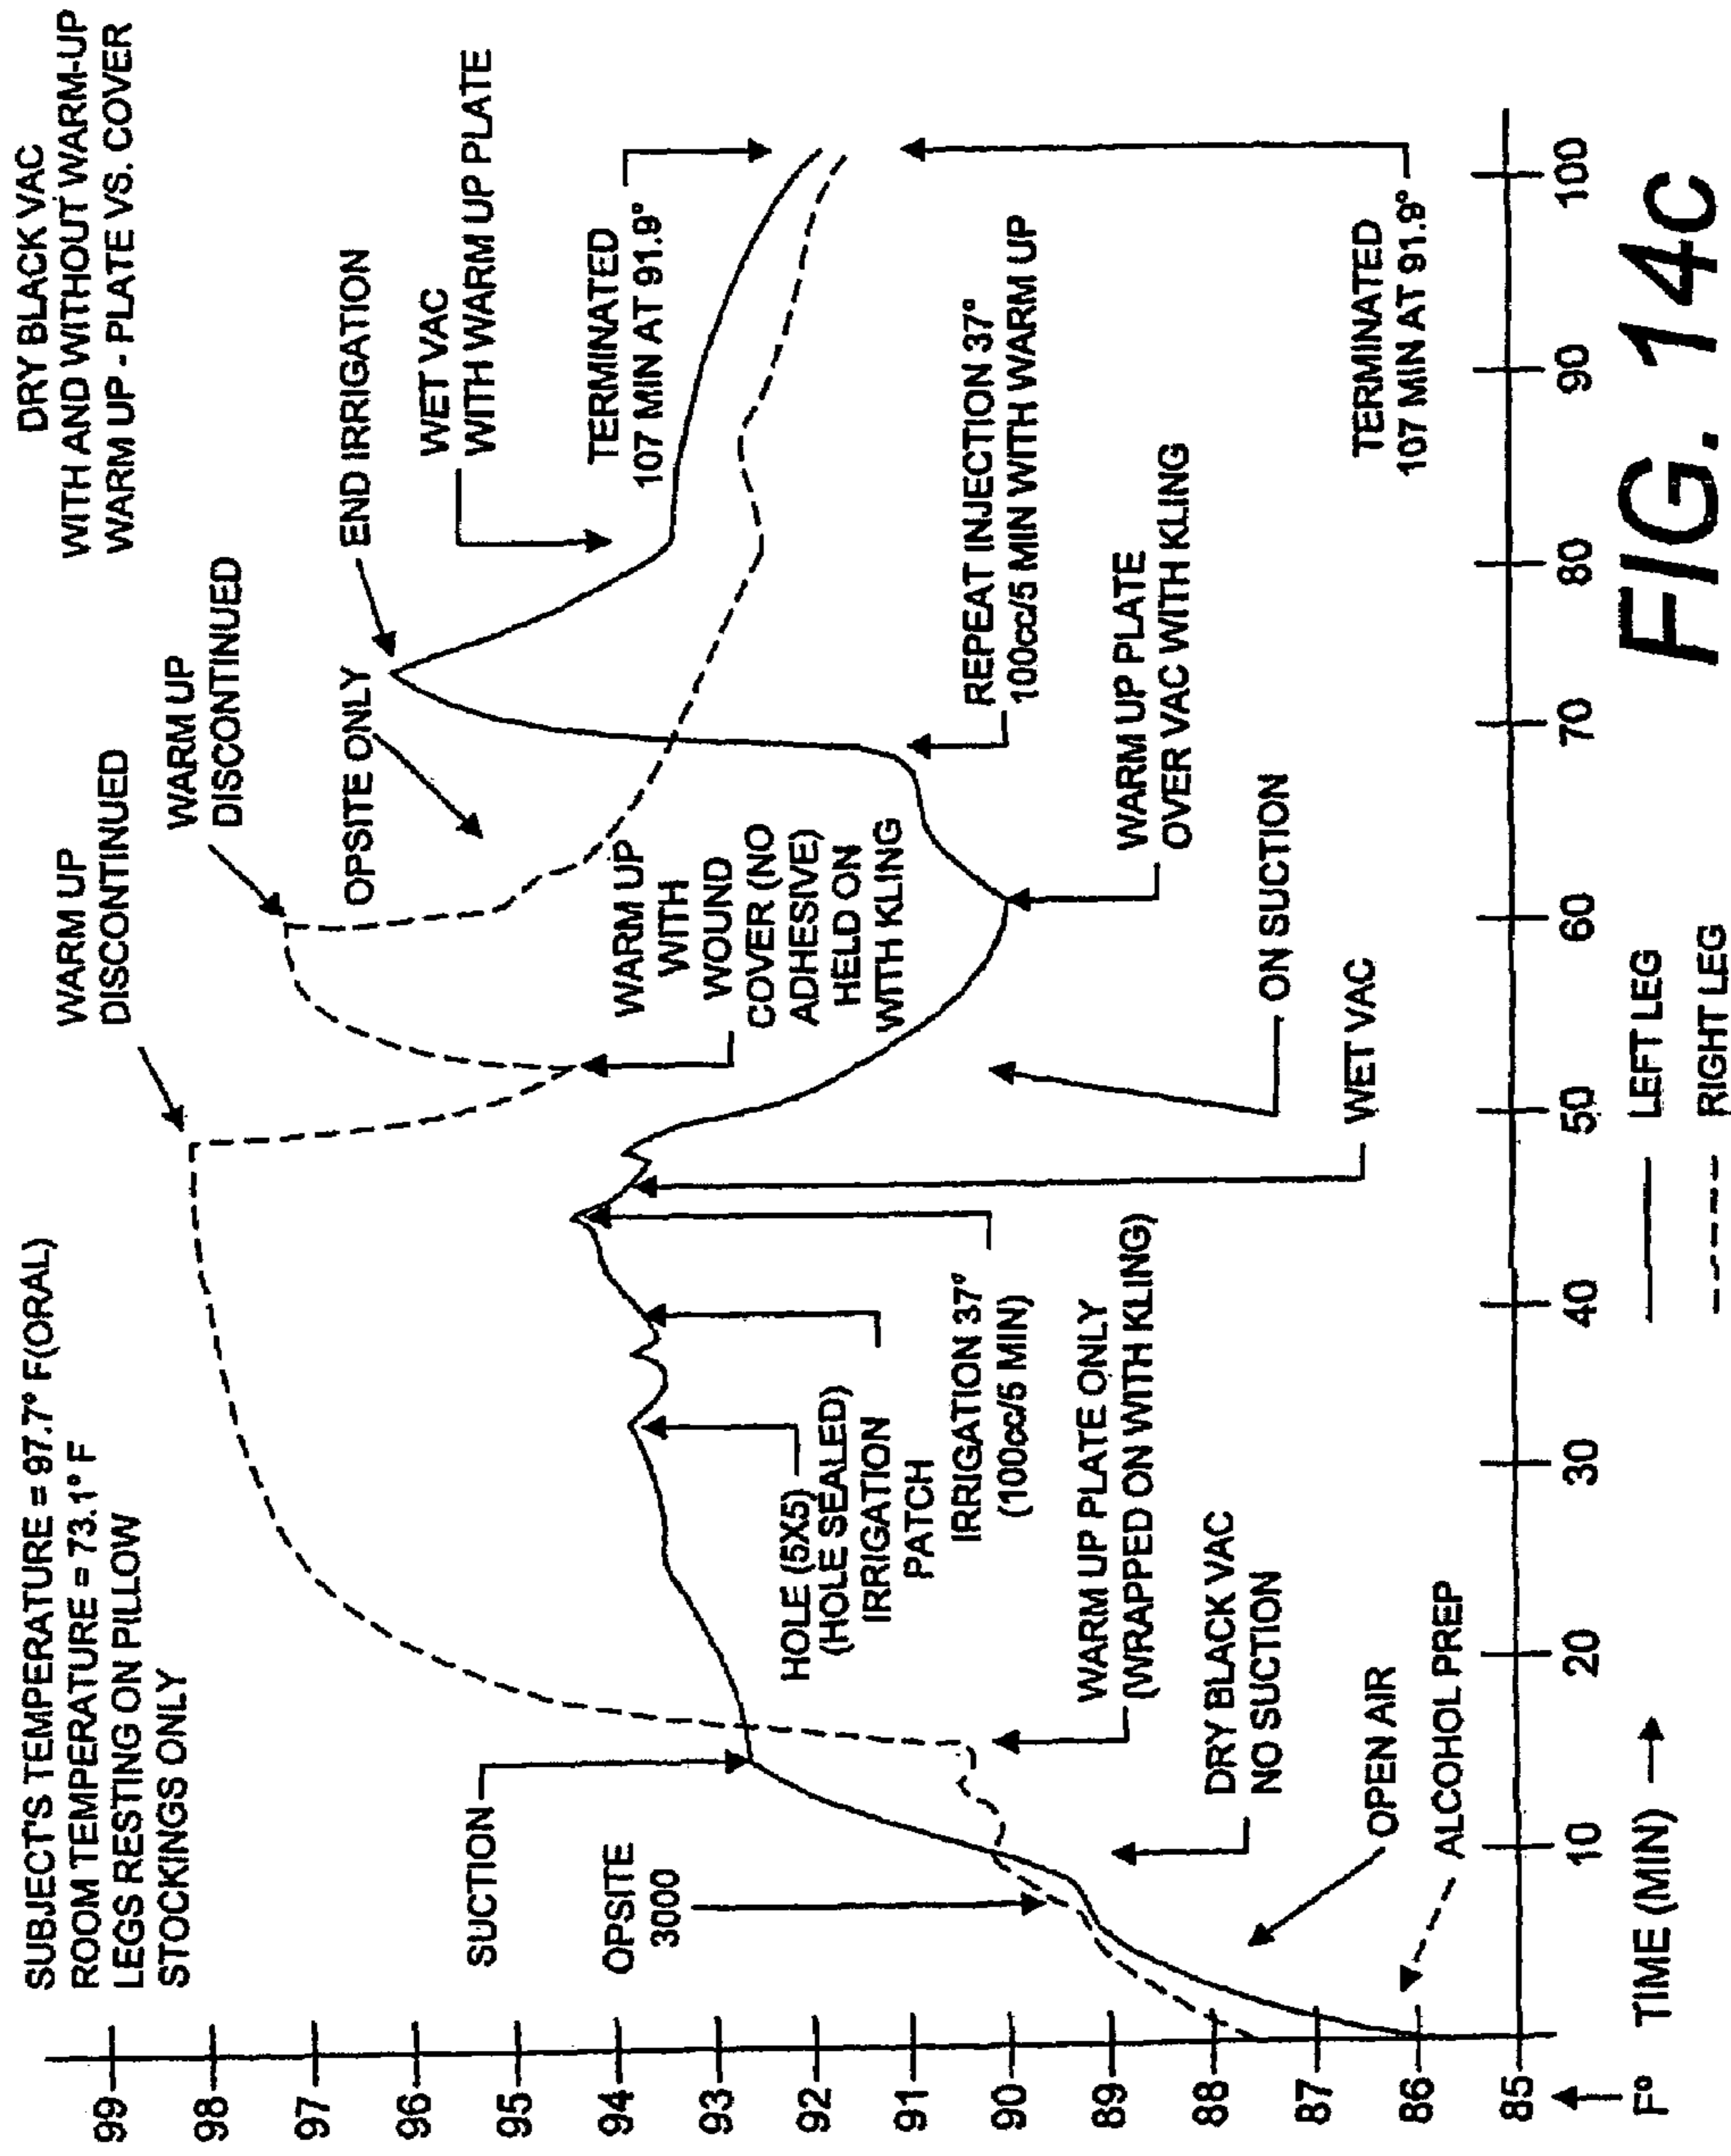 DRY BLACK VAC
WITH AND WITHOUT WARM-UP
WARM UP - PLATE VS. COVER
SUBJECT'S TEMPERATURE = 97.7° F(ORAL)
ROOM TEMPERATURE = 73.1° F
LEGS RESTING ON PILLOW
STOCKINGS ONLY
WARM UP
DISCONTINUED
WARM UP
DISCONTINUED
OPSITE ONLY
END IRRIGATION
WET VAC
WITH WARM UP PLATE
TERMINATED
107 MIN AT 91.9°
SUCTION
OPSITE
3000
WARM UP
WITH
WOUND
COVER (NO
ADHESIVE)
HELD ON
WITH KLING
HOLE (5X5)
(HOLE SEALED)
IRRIGATION
PATCH
IRRIGATION 37°
(100cc/5 MIN)
REPEAT INJECTION 37°
100cc/5 MIN WITH WARM UP
WARM UP PLATE ONLY
(WRAPPED ON WITH KLING)
WARM UP PLATE
OVER VAC WITH KLING
DRY BLACK VAC
NO SUCTION
ON SUCTION
OPEN AIR
ALCOHOL PREP
WET VAC
TERMINATED
107 MIN AT 91.9°
99
98
97
96
95
94
93
92
91
90
89
88
87
86
85
10 20 30 40 50 60 70 80 90 100
F° TIME (MIN)
LEFT LEG
RIGHT LEG
FIG. 14c